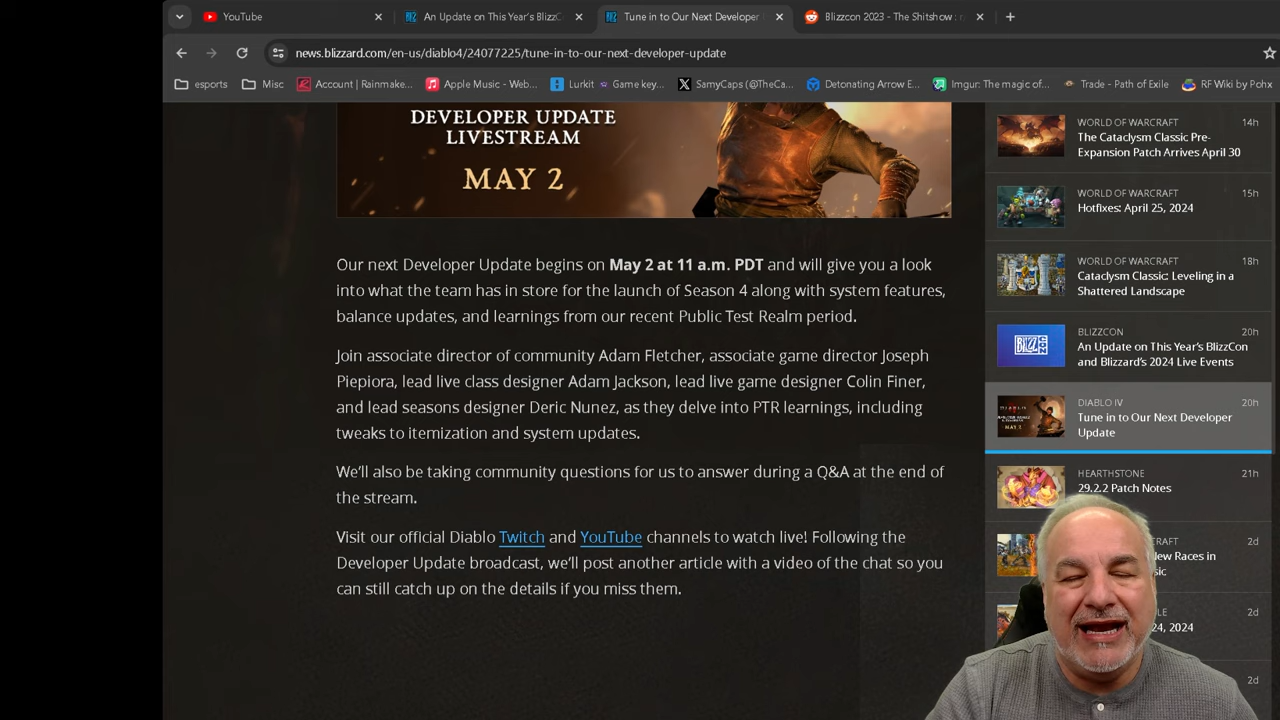 YouTube
An Update on This Year's BlizzC
Tune in to Our Next Developer
Blizzcon 2023 - The Shitshow : r
news.blizzard.com/en-us/diablo4/24077225/tune-in-to-our-next-developer-update
esports
Misc
Account | Rainmake...
Apple Music - Web...
Lurkit
Game key...
SamyCaps (@TheCa...
Detonating Arrow E...
Imgur: The magic of...
Trade - Path of Exile
RF Wiki by Pohx
DEVELOPER UPDATE
LIVESTREAM
MAY 2
Our next Developer Update begins on May 2 at 11 a.m. PDT and will give you a look
into what the team has in store for the launch of Season 4 along with system features,
balance updates, and learnings from our recent Public Test Realm period.
Join associate director of community Adam Fletcher, associate game director Joseph
Piepiora, lead live class designer Adam Jackson, lead live game designer Colin Finer,
and lead seasons designer Deric Nunez, as they delve into PTR learnings, including
tweaks to itemization and system updates.
We'll also be taking community questions for us to answer during a Q&A at the end of
the stream.
Visit our official Diablo Twitch and YouTube channels to watch live! Following the
Developer Update broadcast, we'll post another article with a video of the chat so you
can still catch up on the details if you miss them.
WORLD OF WARCRAFT 14h
The Cataclysm Classic Pre-
Expansion Patch Arrives April 30
WORLD OF WARCRAFT 15h
Hotfixes: April 25, 2024
WORLD OF WARCRAFT 18h
Cataclysm Classic: Leveling in a
Shattered Landscape
BLIZZCON 20h
An Update on This Year's BlizzCon
and Blizzard's 2024 Live Events
DIABLO IV 20h
Tune in to Our Next Developer
Update
HEARTHSTONE 21h
29.2.2 Patch Notes
2d
New Races in
2d
24, 2024
2d